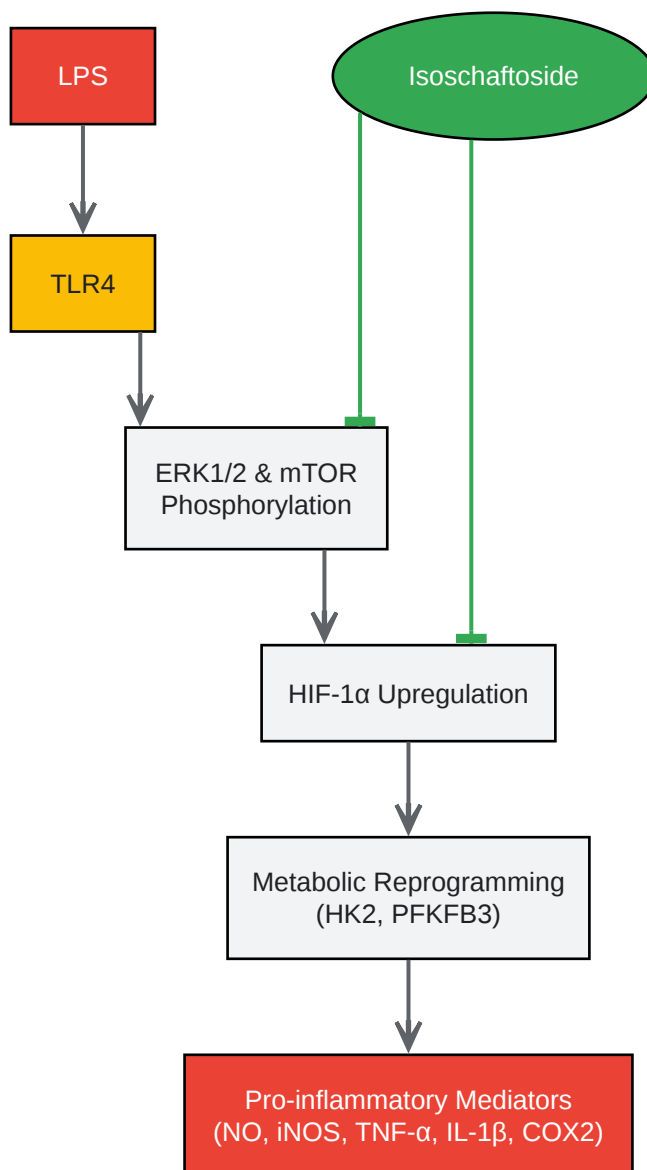 LPS
Isoschaftoside
TLR4
ERK1/2 & mTOR
Phosphorylation
HIF-1α Upregulation
Metabolic Reprogramming
(HK2, PFKFB3)
Pro-inflammatory Mediators
(NO, iNOS, TNF-α, IL-1β, COX2)